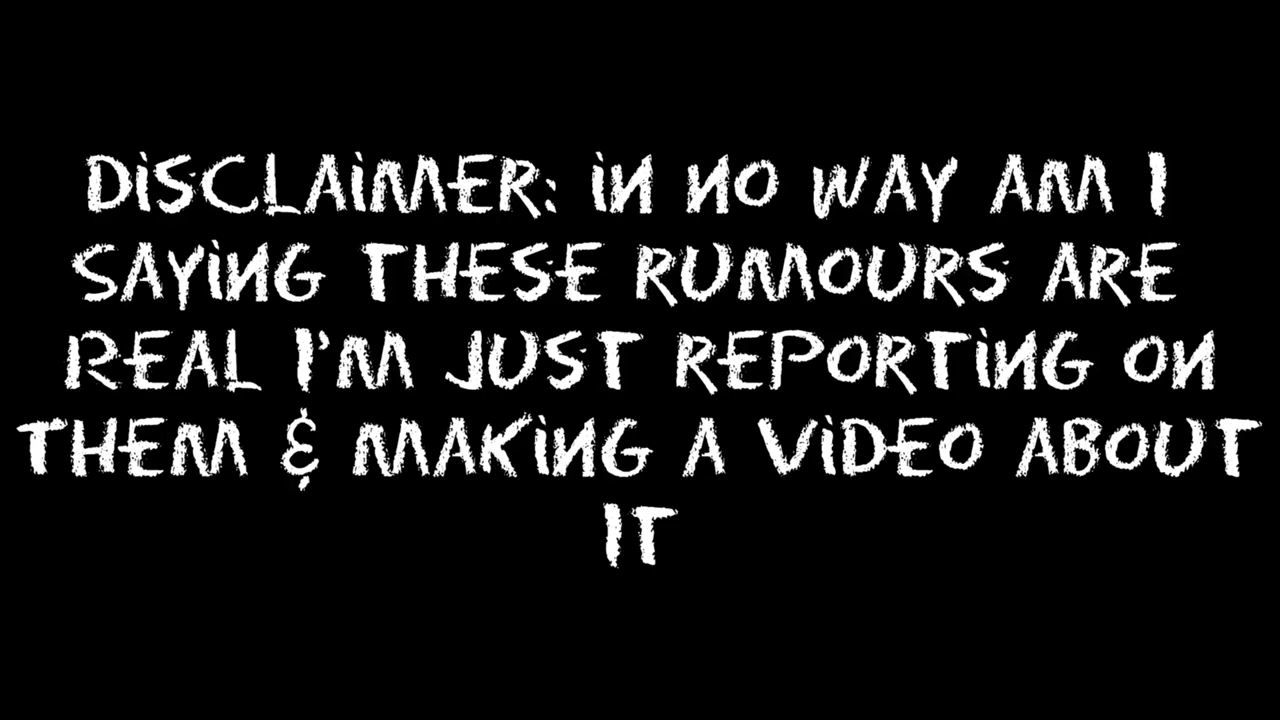 DiSCLAiMER: iN NO WAY AM I
SAYiNG THESE RUMOURS ARE
REAL I'M JUST REPORTiNG ON
THEM & MAKiNG A ViDEO ABOUT
IT